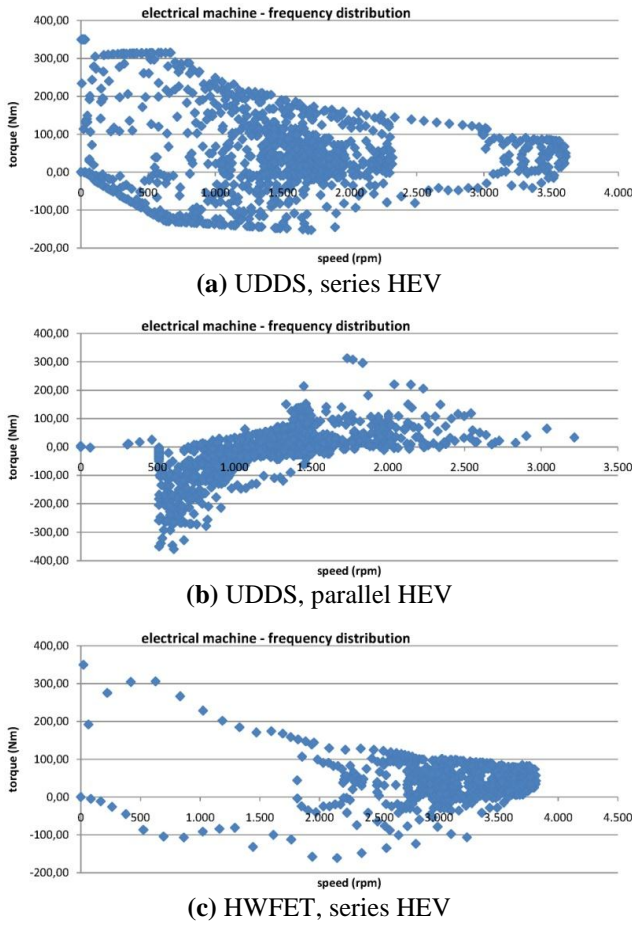 electrical machine - frequency distribution
400,00
300,00
200,00
100,00
0,00
-100,00
-200,00
torque (Nm)
0 500 1.000 1.500 2.000 2.500 3.000 3.500 4.000
speed (rpm)
(a) UDDS, series HEV
electrical machine - frequency distribution
400,00
300,00
200,00
100,00
0,00
-100,00
-200,00
-300,00
-400,00
torque (Nm)
0 500 1.000 1.500 2.000 2.500 3.000 3.500
speed (rpm)
(b) UDDS, parallel HEV
electrical machine - frequency distribution
400,00
300,00
200,00
100,00
0,00
-100,00
-200,00
torque (Nm)
0 500 1.000 1.500 2.000 2.500 3.000 3.500 4.000 4.500
speed (rpm)
(c) HWFET, series HEV